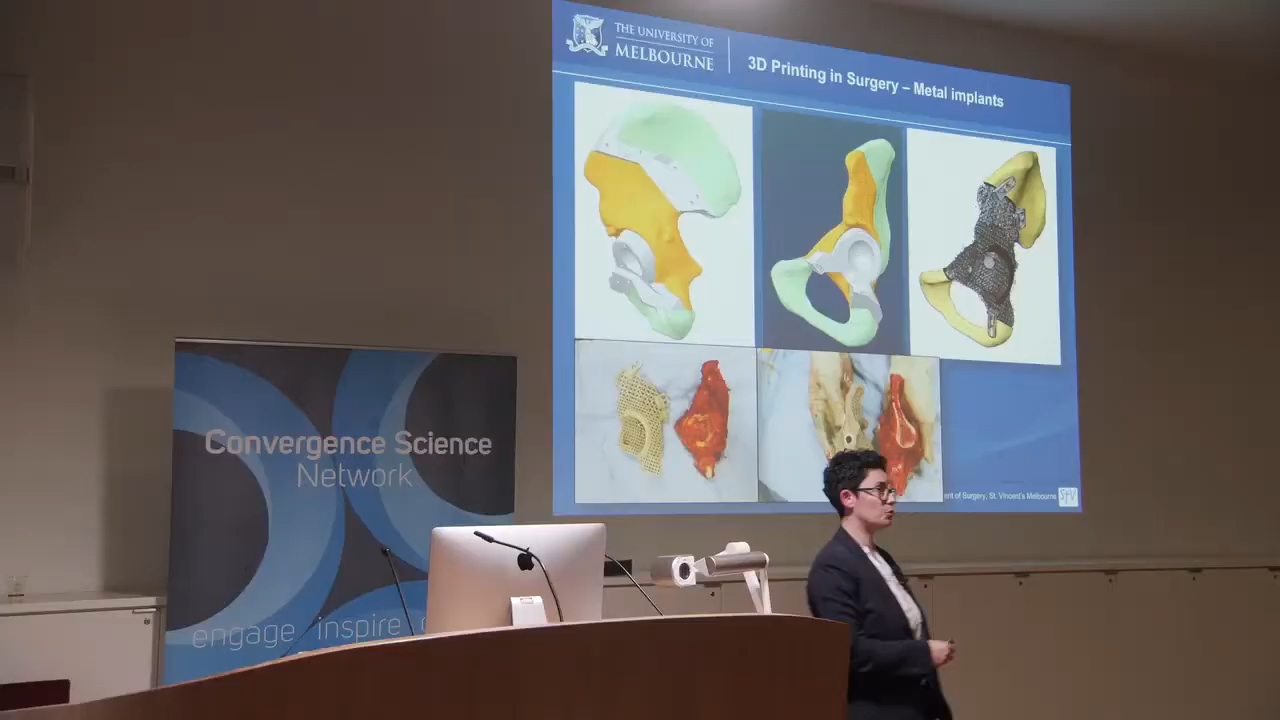 THE UNIVERSITY OF
MELBOURNE
3D Printing in Surgery – Metal implants
of Surgery, St. Vincent's Melbourne
Convergence Science
Network
engage inspire